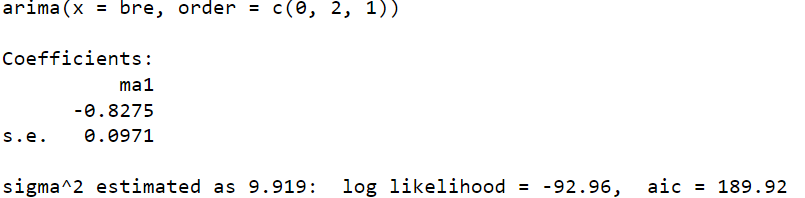 arima(x = bre, order = c(0, 2, 1))
Coefficients:
ma1
-0.8275
s.e. 0.0971
sigma^2 estimated as 9.919: log likelihood = -92.96, aic = 189.92